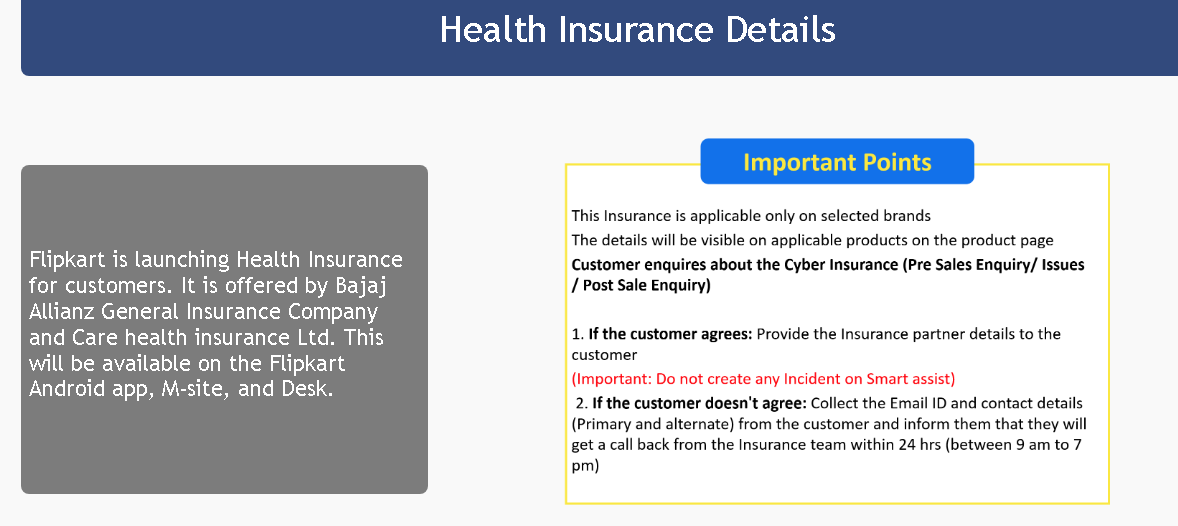 Health Insurance Details
Flipkart is launching Health Insurance
for customers. It is offered by Bajaj
Allianz General Insurance Company
and Care health insurance Ltd. This
will be available on the Flipkart
Android app, M-site, and Desk.
Important Points
This Insurance is applicable only on selected brands
The details will be visible on applicable products on the product page
Customer enquires about the Cyber Insurance (Pre Sales Enquiry/ Issues
/ Post Sale Enquiry)
1. If the customer agrees: Provide the Insurance partner details to the
customer
(Important: Do not create any Incident on Smart assist)
2. If the customer doesn't agree: Collect the Email ID and contact details
(Primary and alternate) from the customer and inform them that they will
get a call back from the Insurance team within 24 hrs (between 9 am to 7
pm)